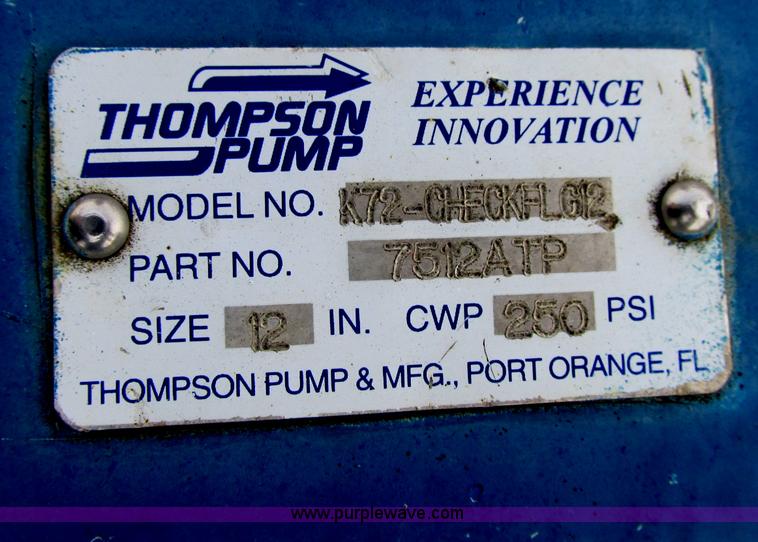 THOMPSON
PUMP
EXPERIENCE
INNOVATION
MODEL NO. K72-CHECKFLG12
PART NO. 7512ATP
SIZE 12 IN. CWP 250 PSI
THOMPSON PUMP & MFG., PORT ORANGE, FL
www.purplewave.com